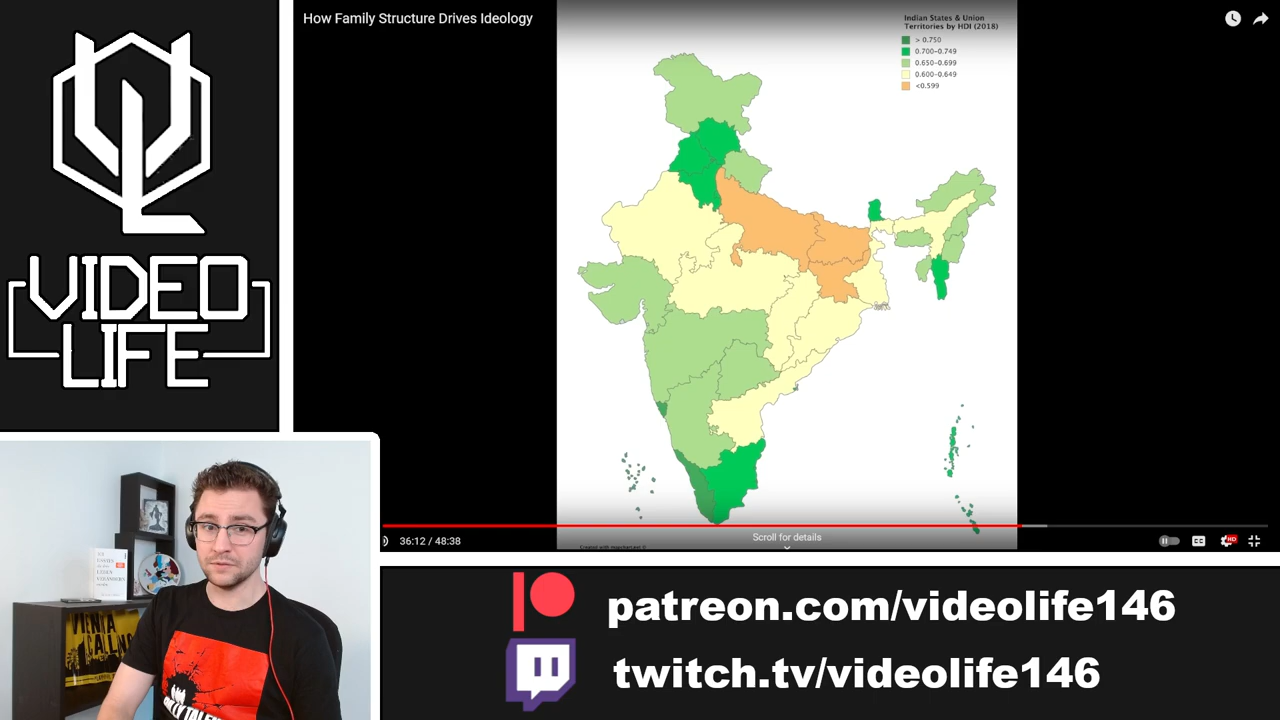 How Family Structure Drives Ideology
Indian States & Union
Territories by HDI (2018)
> 0.750
0.700-0.749
0.650-0.699
0.600-0.649
<0.599
VIDEO
LIFE
36:12 / 48:38
Scroll for details
CC
HD
patreon.com/videolife146
twitch.tv/videolife146